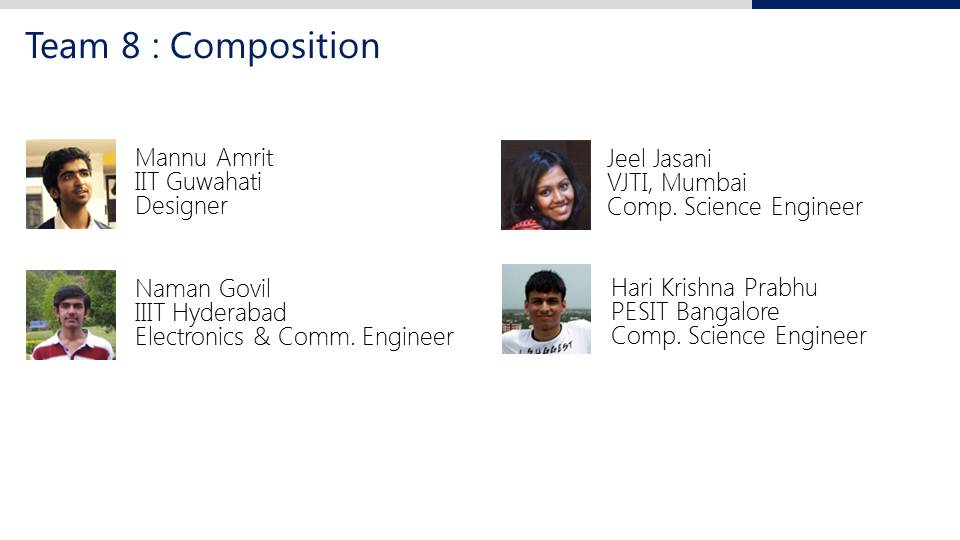 Team 8 : Composition
Mannu Amrit
IIT Guwahati
Designer
Jeel Jasani
VJTI, Mumbai
Comp. Science Engineer
Naman Govil
IIIT Hyderabad
Electronics & Comm. Engineer
Hari Krishna Prabhu
PESIT Bangalore
Comp. Science Engineer
I SUGGEST